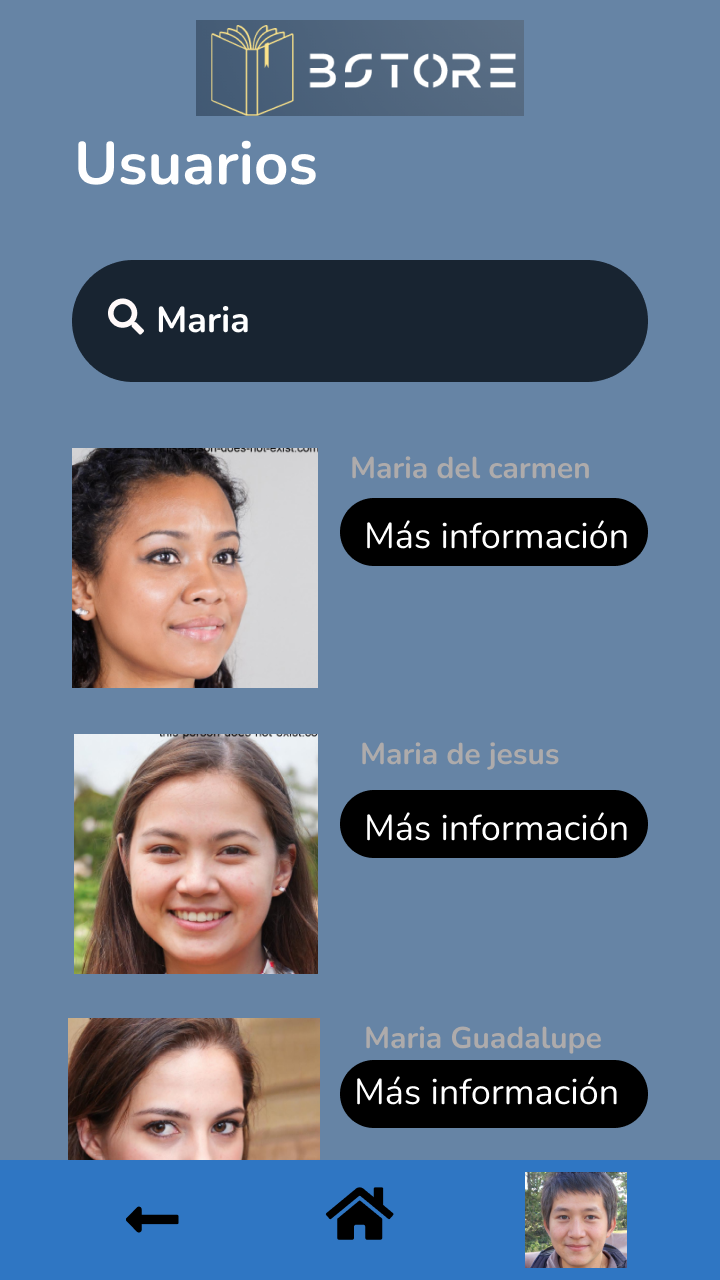 BSTORE
Usuarios
Maria
this-person-does-not-exist.com
Maria del carmen
Más información
this-person-does-not-exist.co
Maria de jesus
Más información
Maria Guadalupe
Más información